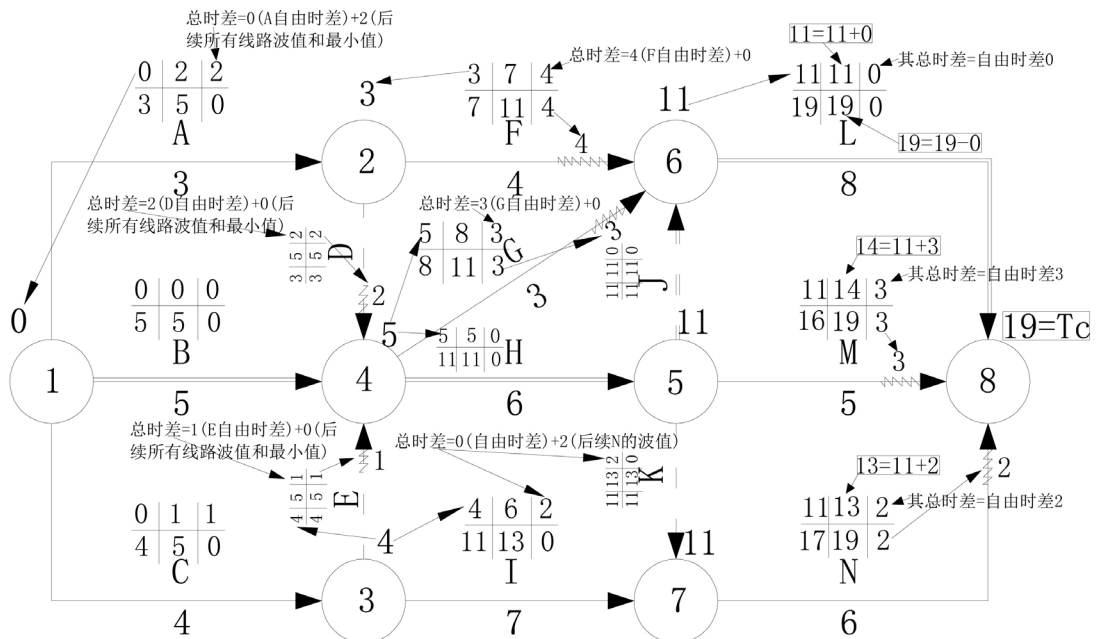 总时差=0(A自由时差)+2(后
续所有线路波值和最小值)
0 2 2
3 5 0
A
3
3
2
3 7 4
7 11 4
F
4
总时差=4(F自由时差)+0
4
11
6
11=11+0
11 11 0
19 19 0
L
8
其总时差=自由时差0
19=19-0
总时差=2(D自由时差)+0(后
续所有线路波值和最小值)
3 5 2
3 5 2
D
2
总时差=3(G自由时差)+0
5 8 3
8 11 3
G
3
3
11 11 0
11 11 0
J
14=11+3
11 14 3
16 19 3
M
5
其总时差=自由时差3
3
0
1
0 0 0
5 5 0
B
5
5
4
5 5 0
11 11 0
H
6
11
5
19=Tc
8
总时差=1(E自由时差)+0(后
续所有线路波值和最小值)
4 5 1
4 5 1
E
1
总时差=0(自由时差)+2(后续N的波值)
11 13 2
11 13 0
K
0 1 1
4 5 0
C
4
4
3
4 6 2
11 13 0
I
7
11
7
13=11+2
11 13 2
17 19 2
N
6
其总时差=自由时差2
2